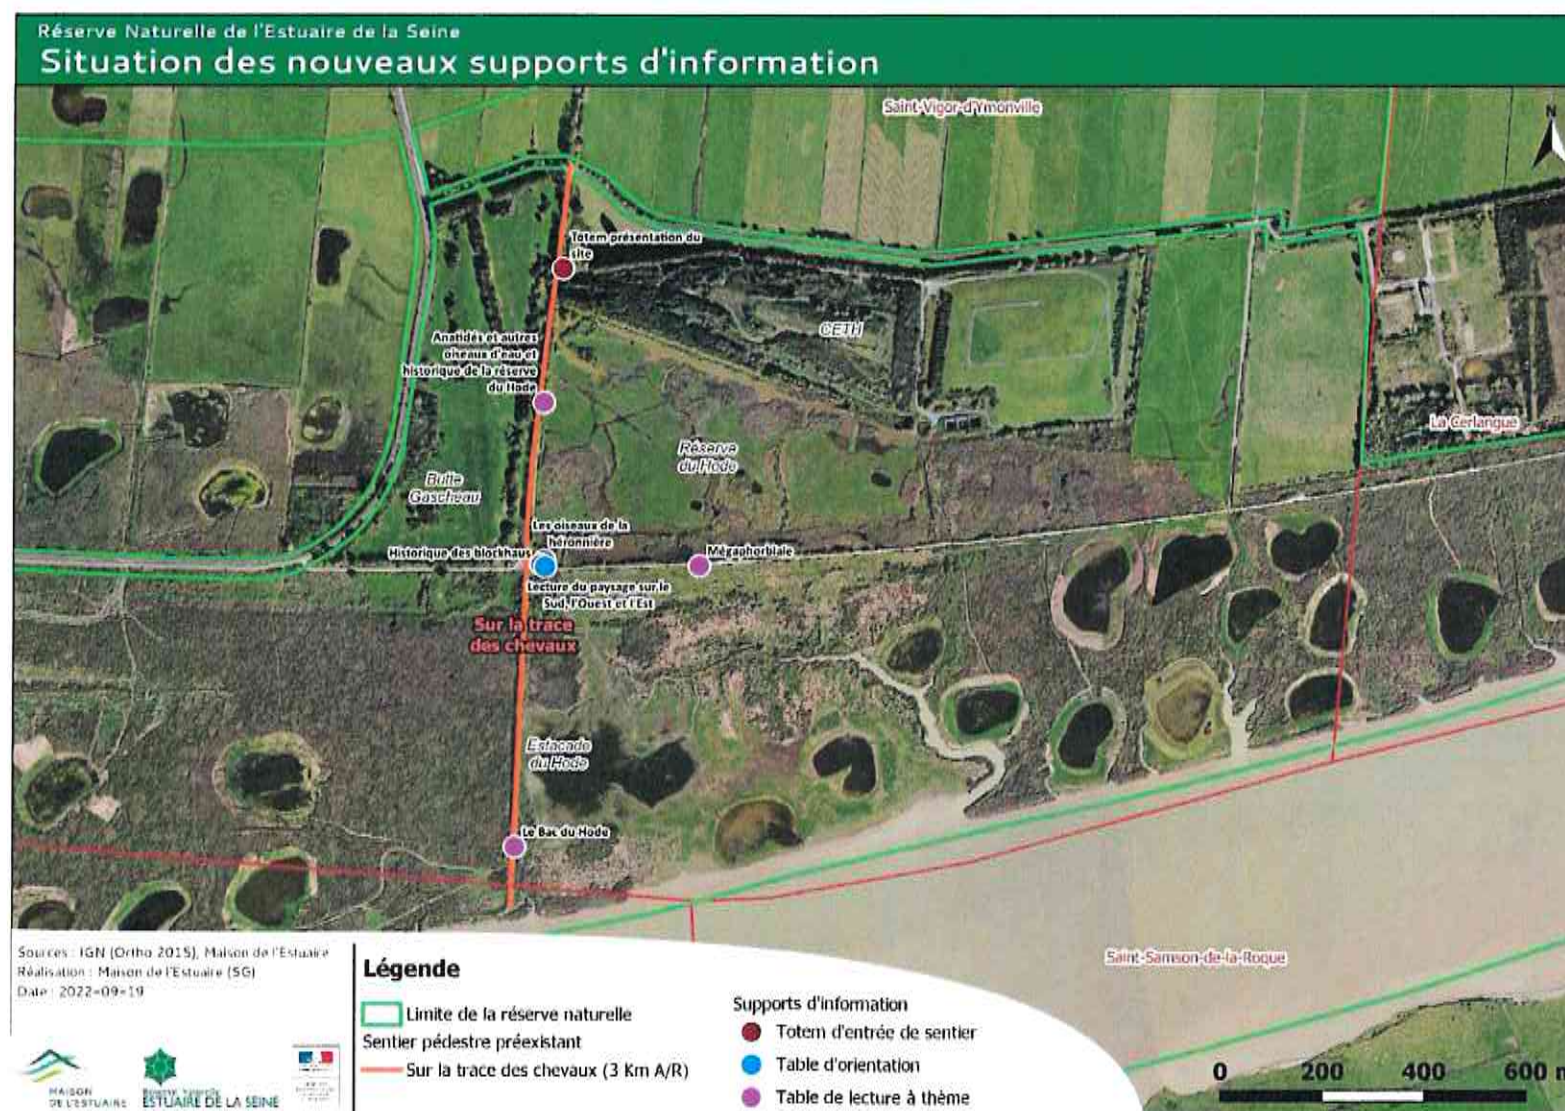 Réserve Naturelle de l'Estuaire de la Seine
Situation des nouveaux supports d'information
Saint-Vigor-d'Ymonville
N
Totem présentation du
site
CETH
Anatidés et autres
oiseaux d'eau et
historique de la réserve
du Hode
La Cerlangue
Réserve
du Hode
Butte
Gascheau
Les oiseaux de la
héronnière
Historique des blockhaus
Mégaphorbiaie
Lecture du paysage sur le
Sud, l'Ouest et l'Est
Sur la trace
des chevaux
Estacade
du Hode
Le Bac du Hode
Saint-Samson-de-la-Roque
Sources : IGN (Ortho 2015), Maison de l'Estuaire
Réalisation : Maison de l'Estuaire (SG)
Date : 2022-09-19
MAISON
DE L'ESTUAIRE
Réserve Naturelle
ESTUAIRE DE LA SEINE
Légende
Limite de la réserve naturelle
Sentier pédestre préexistant
Sur la trace des chevaux (3 Km A/R)
Supports d'information
Totem d'entrée de sentier
Table d'orientation
Table de lecture à thème
0 200 400 600 m